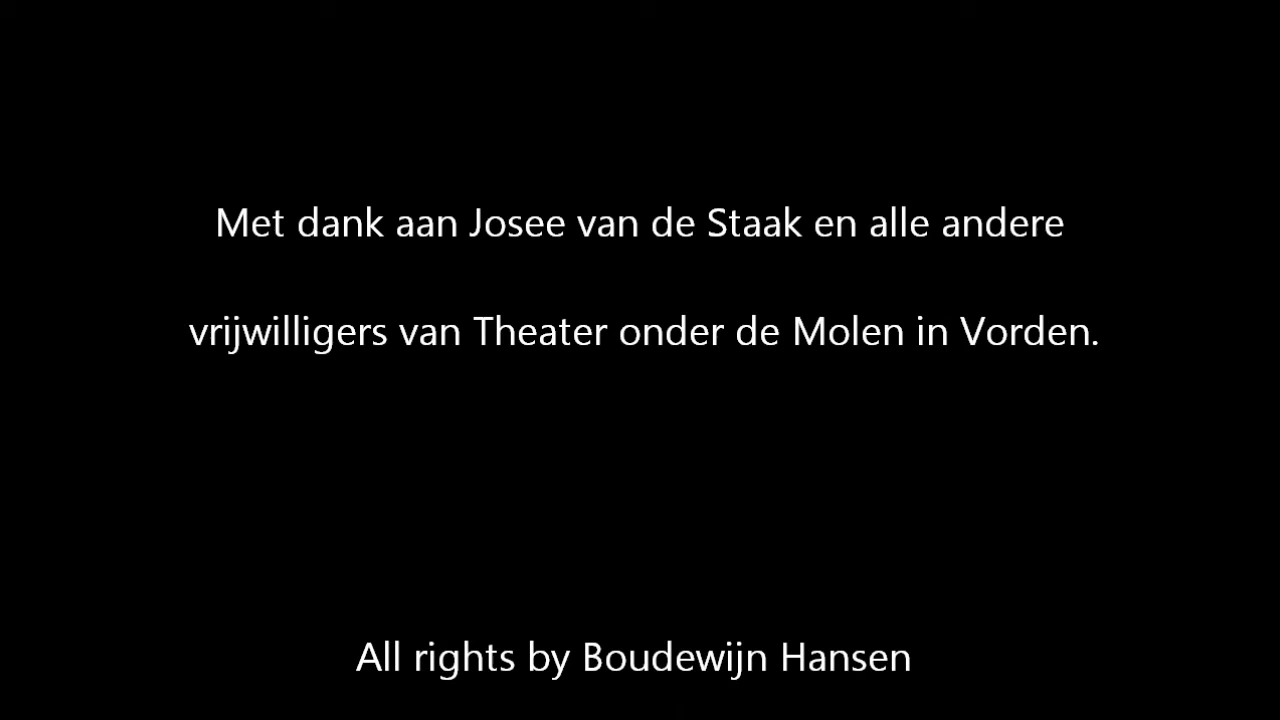 Met dank aan Josee van de Staak en alle andere
vrijwilligers van Theater onder de Molen in Vorden.
All rights by Boudewijn Hansen